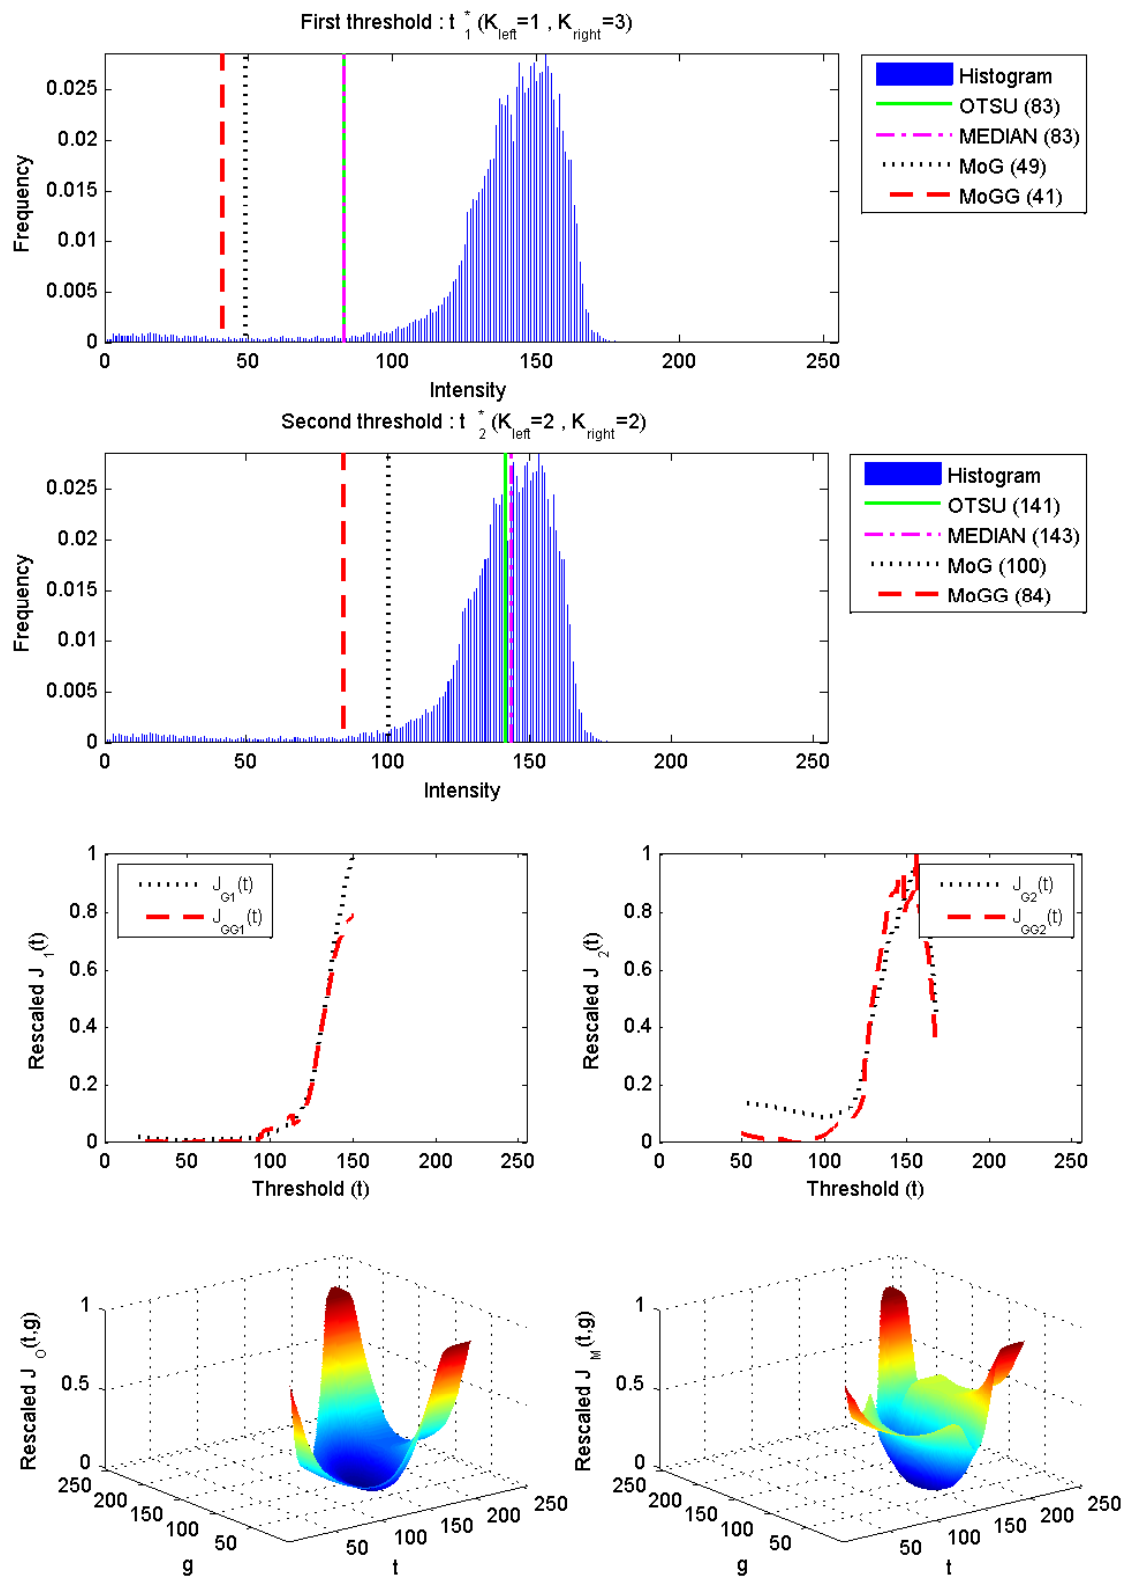 First threshold : t*1 (Kleft=1 , Kright=3)
0.025
0.02
0.015
0.01
0.005
0
Frequency
0 50 100 150 200 250
Intensity
Histogram
OTSU (83)
MEDIAN (83)
MoG (49)
MoGG (41)
Second threshold : t*2 (Kleft=2 , Kright=2)
0.025
0.02
0.015
0.01
0.005
0
Frequency
0 50 100 150 200 250
Intensity
Histogram
OTSU (141)
MEDIAN (143)
MoG (100)
MoGG (84)
1
0.8
0.6
0.4
0.2
0
Rescaled J1(t)
JG1(t)
JGG1(t)
0 50 100 150 200 250
Threshold (t)
1
0.8
0.6
0.4
0.2
0
Rescaled J2(t)
JG2(t)
JGG2(t)
0 50 100 150 200 250
Threshold (t)
1
0.5
0
Rescaled JO(t,g)
250
200
150
100
50
g
50
100
150
200
250
t
1
0.5
0
Rescaled JM(t,g)
250
200
150
100
50
g
50
100
150
200
250
t